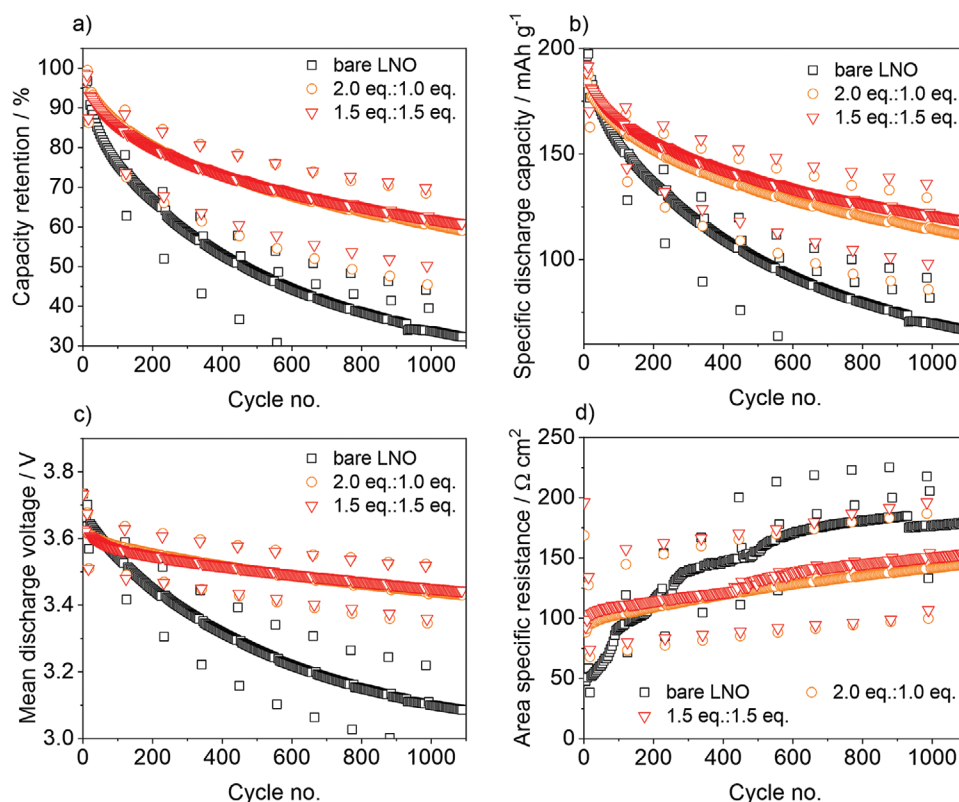 a)
100
90
80
70
60
50
40
30
Capacity retention / %
0 200 400 600 800 1000
Cycle no.
bare LNO
2.0 eq.:1.0 eq.
1.5 eq.:1.5 eq.
b)
200
150
100
Specific discharge capacity / mAh g⁻¹
0 200 400 600 800 1000
Cycle no.
bare LNO
2.0 eq.:1.0 eq.
1.5 eq.:1.5 eq.
c)
3.8
3.6
3.4
3.2
3.0
Mean discharge voltage / V
0 200 400 600 800 1000
Cycle no.
bare LNO
2.0 eq.:1.0 eq.
1.5 eq.:1.5 eq.
d)
250
200
150
100
50
0
Area specific resistance / Ω cm²
0 200 400 600 800 1000
Cycle no.
bare LNO 2.0 eq.:1.0 eq.
1.5 eq.:1.5 eq.